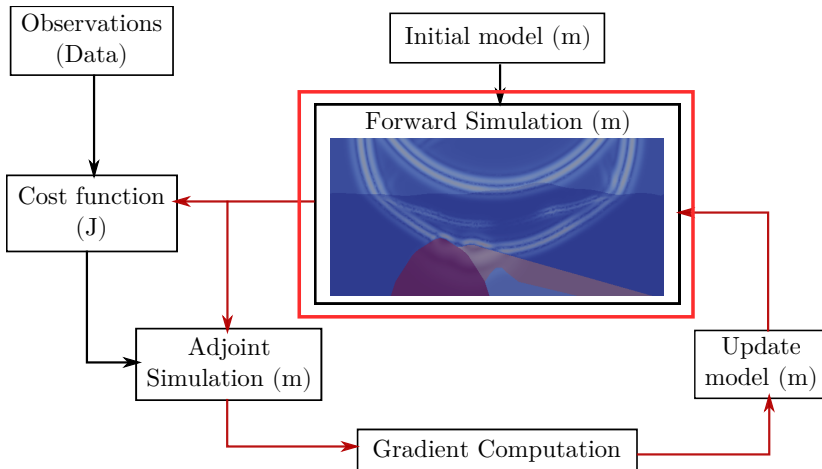 Observations
(Data)
Initial model (m)
Forward Simulation (m)
Cost function
(J)
Adjoint
Simulation (m)
Update
model (m)
Gradient Computation